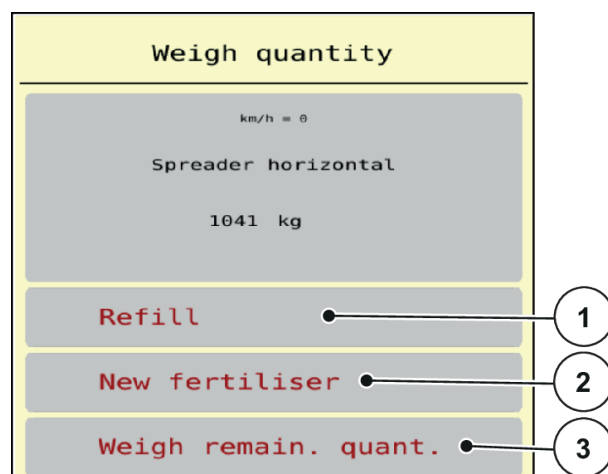 Weigh quantity
km/h = 0
Spreader horizontal
1041 kg
Refill
1
New fertiliser
2
Weigh remain. quant.
3